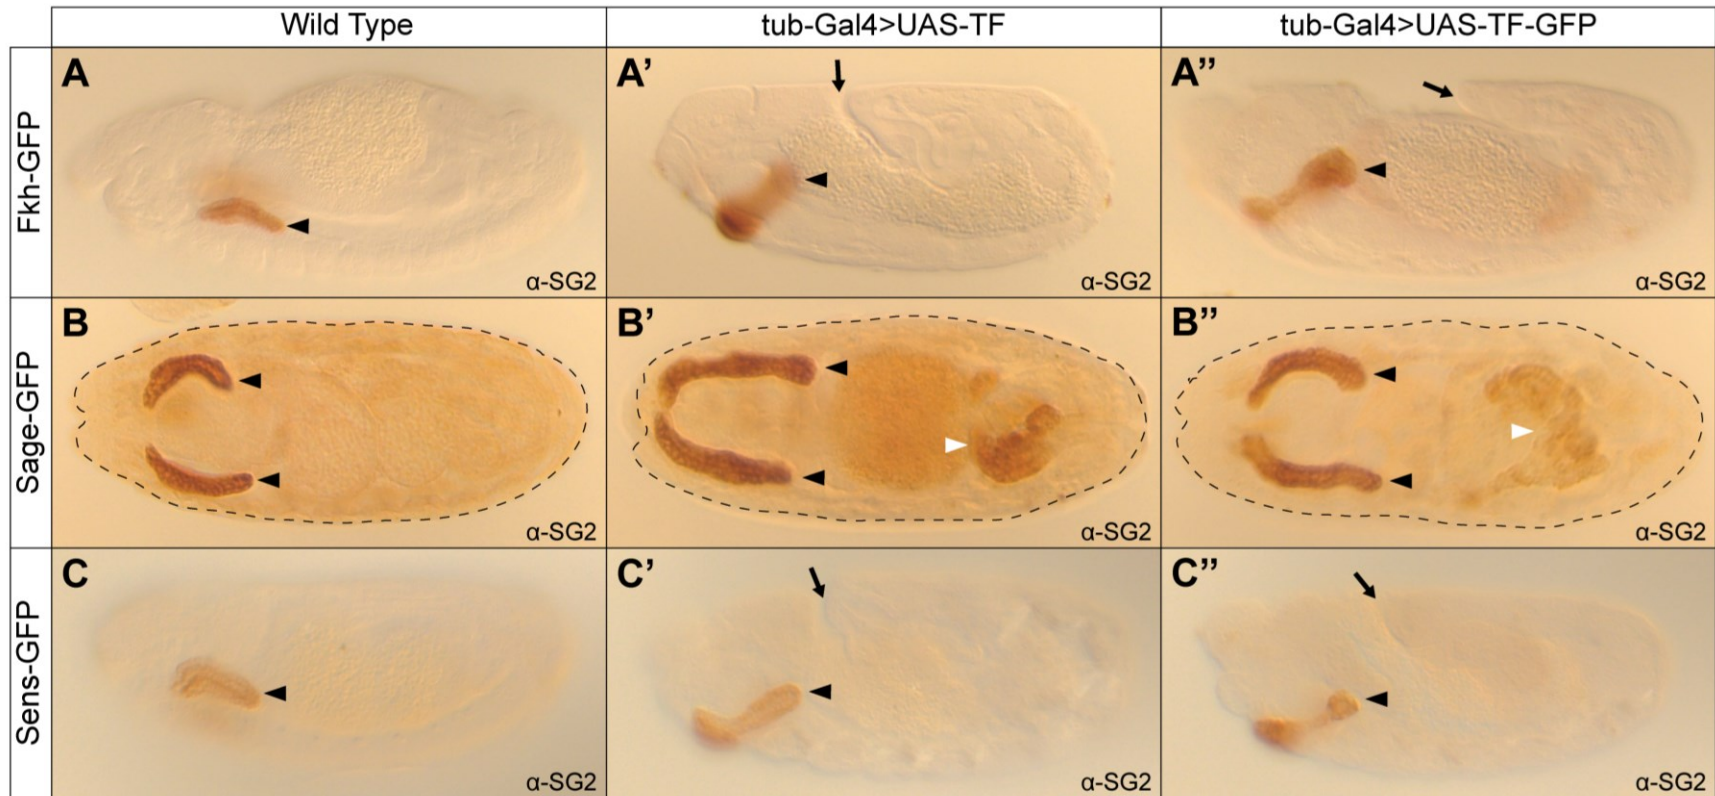 Wild Type
tub-Gal4>UAS-TF
tub-Gal4>UAS-TF-GFP
Fkh-GFP
A
α-SG2
A’
α-SG2
A’’
α-SG2
Sage-GFP
B
α-SG2
B’
α-SG2
B’’
α-SG2
Sens-GFP
C
α-SG2
C’
α-SG2
C’’
α-SG2